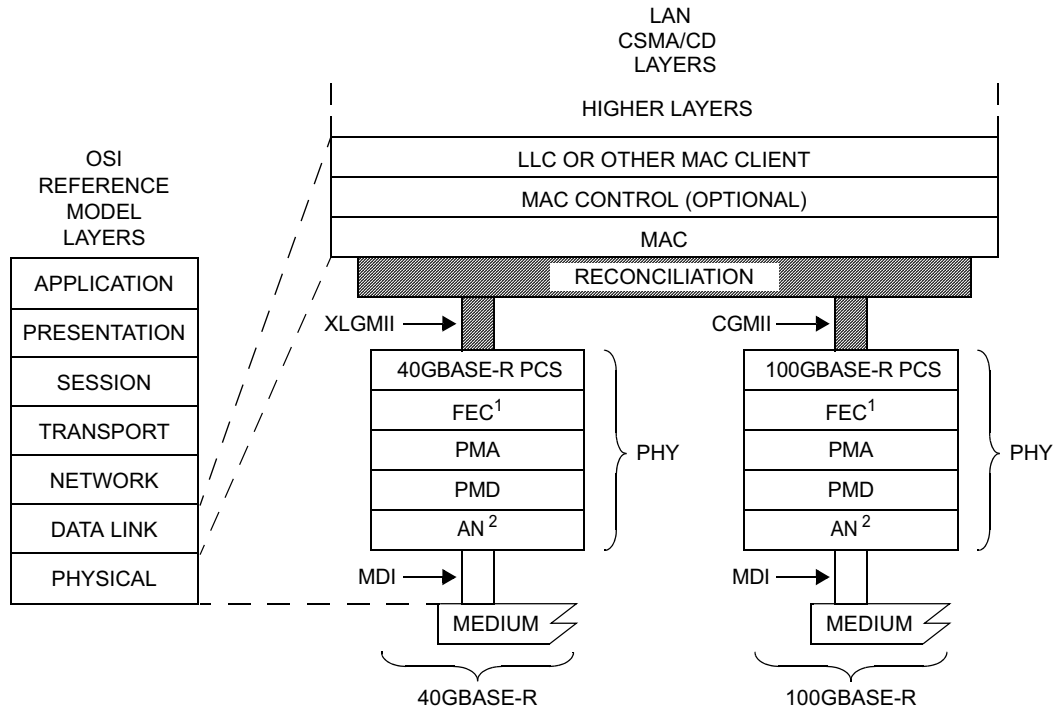 LAN
CSMA/CD
LAYERS
HIGHER LAYERS
LLC OR OTHER MAC CLIENT
MAC CONTROL (OPTIONAL)
MAC
RECONCILIATION
OSI
REFERENCE
MODEL
LAYERS
APPLICATION
PRESENTATION
SESSION
TRANSPORT
NETWORK
DATA LINK
PHYSICAL
XLGMII
40GBASE-R PCS
FEC1
PMA
PMD
AN 2
PHY
MDI
MEDIUM
40GBASE-R
CGMII
100GBASE-R PCS
FEC1
PMA
PMD
AN 2
PHY
MDI
MEDIUM
100GBASE-R